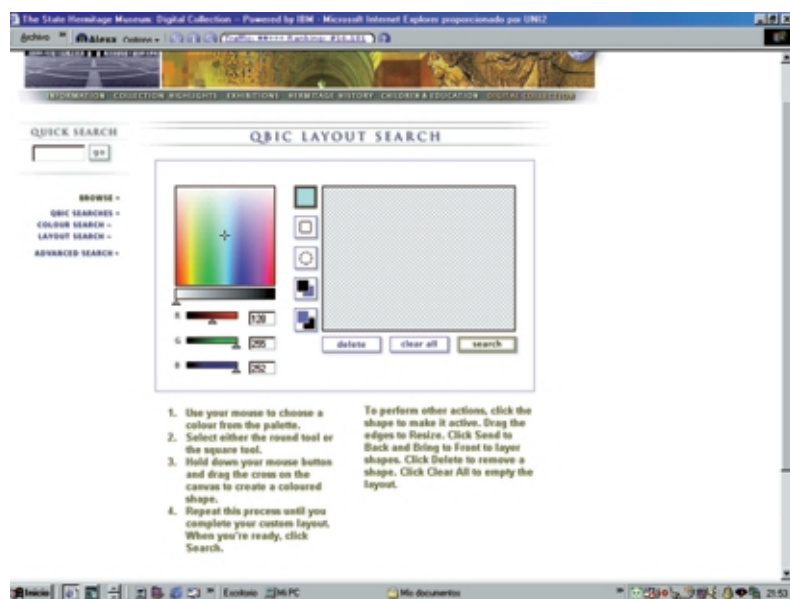 The State Hermitage Museum: Digital Collection - Powered by IBM - Microsoft Internet Explorer proporcionado por UNI2
Archivo
Alexa Options
INFORMATION COLLECTION HIGHLIGHTS EXHIBITIONS HERMITAGE HISTORY CHILDREN & EDUCATION DIGITAL COLLECTION
QUICK SEARCH
go
BROWSE
QBIC SEARCHES
COLOUR SEARCH
LAYOUT SEARCH
ADVANCED SEARCH
QBIC LAYOUT SEARCH
R 128
G 255
B 252
delete clear all search
1. Use your mouse to choose a
colour from the palette.
2. Select either the round tool or
the square tool.
3. Hold down your mouse button
and drag the cross on the
canvas to create a coloured
shape.
4. Repeat this process until you
complete your custom layout.
When you're ready, click
Search.
To perform other actions, click the
shape to make it active. Drag the
edges to Resize. Click Send to
Back and Bring to Front to layer
shapes. Click Delete to remove a
shape. Click Clear All to empty the
layout.
Inicio Escritorio Mi PC Mis documentos 21:53